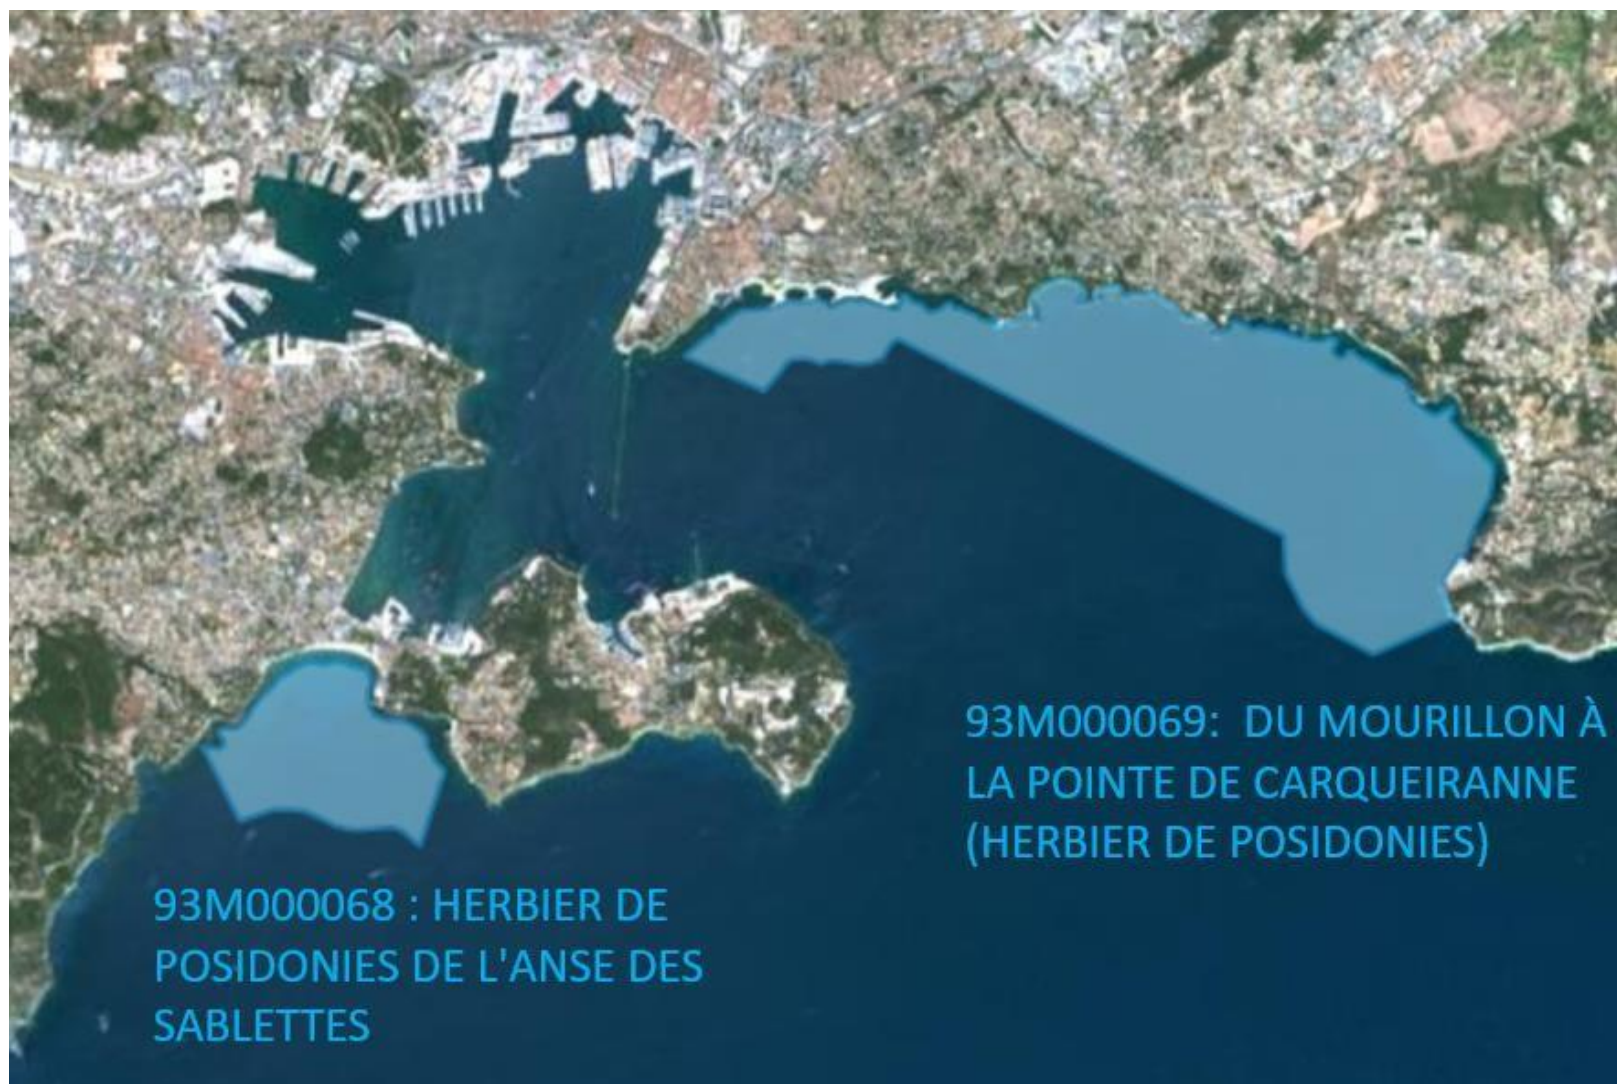 93M000069: DU MOURILLON À
LA POINTE DE CARQUEIRANNE
(HERBIER DE POSIDONIES)
93M000068 : HERBIER DE
POSIDONIES DE L'ANSE DES
SABLETTES